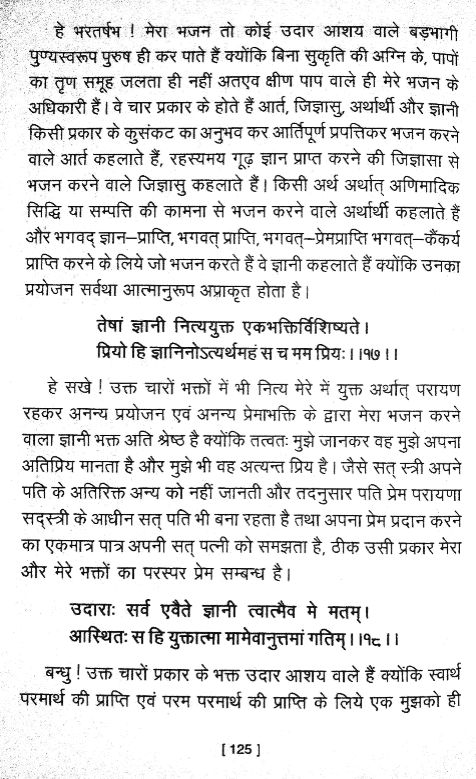 हे भरतर्षभ ! मेरा भजन तो कोई उदार आशय वाले बड़भागी
पुण्यस्वरूप पुरुष ही कर पाते हैं क्योंकि बिना सुकृति की अग्नि के, पापों
का तृण समूह जलता ही नहीं अतएव क्षीण पाप वाले ही मेरे भजन के
अधिकारी हैं। वे चार प्रकार के होते हैं आर्त, जिज्ञासु, अर्थार्थी और ज्ञानी
किसी प्रकार के कुसंकट का अनुभव कर आर्तिपूर्ण प्रपत्तिकर भजन करने
वाले आर्त कहलाते हैं, रहस्यमय गूढ़ ज्ञान प्राप्त करने की जिज्ञासा से
भजन करने वाले जिज्ञासु कहलाते हैं। किसी अर्थ अर्थात् अणिमादिक
सिद्धि या सम्पत्ति की कामना से भजन करने वाले अर्थार्थी कहलाते हैं
और भगवद् ज्ञान–प्राप्ति, भगवत् प्राप्ति, भगवत्–प्रेमप्राप्ति भगवत्–कैंकर्य
प्राप्ति करने के लिये जो भजन करते हैं वे ज्ञानी कहलाते हैं क्योंकि उनका
प्रयोजन सर्वथा आत्मानुरूप अप्राकृत होता है।
तेषां ज्ञानी नित्ययुक्त एकभक्तिर्विशिष्यते।
प्रियो हि ज्ञानिनोऽत्यर्थमहं स च मम प्रियः।।१७।।
हे सखे ! उक्त चारों भक्तों में भी नित्य मेरे में युक्त अर्थात् परायण
रहकर अनन्य प्रयोजन एवं अनन्य प्रेमाभक्ति के द्वारा मेरा भजन करने
वाला ज्ञानी भक्त अति श्रेष्ठ है क्योंकि तत्वतः मुझे जानकर वह मुझे अपना
अतिप्रिय मानता है और मुझे भी वह अत्यन्त प्रिय है। जैसे सत् स्त्री अपने
पति के अतिरिक्त अन्य को नहीं जानती और तदनुसार पति प्रेम परायणा
सद्स्त्री के आधीन सत् पति भी बना रहता है तथा अपना प्रेम प्रदान करने
का एकमात्र पात्र अपनी सत् पत्नी को समझता है, ठीक उसी प्रकार मेरा
और मेरे भक्तों का परस्पर प्रेम सम्बन्ध है।
उदाराः सर्व एवैते ज्ञानी त्वात्मैव मे मतम्।
आस्थितः स हि युक्तात्मा मामेवानुत्तमां गतिम्।।१८।।
बन्धु ! उक्त चारों प्रकार के भक्त उदार आशय वाले हैं क्योंकि स्वार्थ
परमार्थ की प्राप्ति एवं परम परमार्थ की प्राप्ति के लिये एक मुझको ही
[ 125 ]